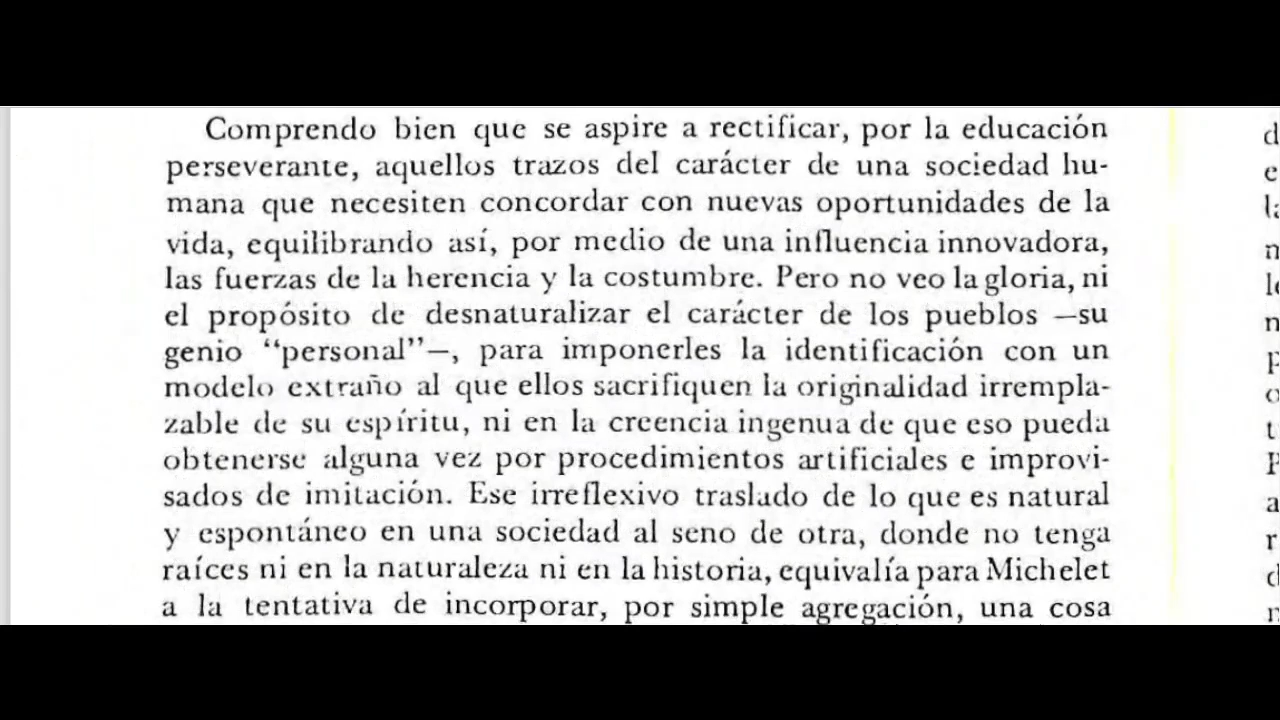 Comprendo bien que se aspire a rectificar, por la educación
perseverante, aquellos trazos del carácter de una sociedad hu-
mana que necesiten concordar con nuevas oportunidades de la
vida, equilibrando así, por medio de una influencia innovadora,
las fuerzas de la herencia y la costumbre. Pero no veo la gloria, ni
el propósito de desnaturalizar el carácter de los pueblos —su
genio “personal”—, para imponerles la identificación con un
modelo extraño al que ellos sacrifiquen la originalidad irrempla-
zable de su espíritu, ni en la creencia ingenua de que eso pueda
obtenerse alguna vez por procedimientos artificiales e improvi-
sados de imitación. Ese irreflexivo traslado de lo que es natural
y espontáneo en una sociedad al seno de otra, donde no tenga
raíces ni en la naturaleza ni en la historia, equivalía para Michelet
a la tentativa de incorporar, por simple agregación, una cosa